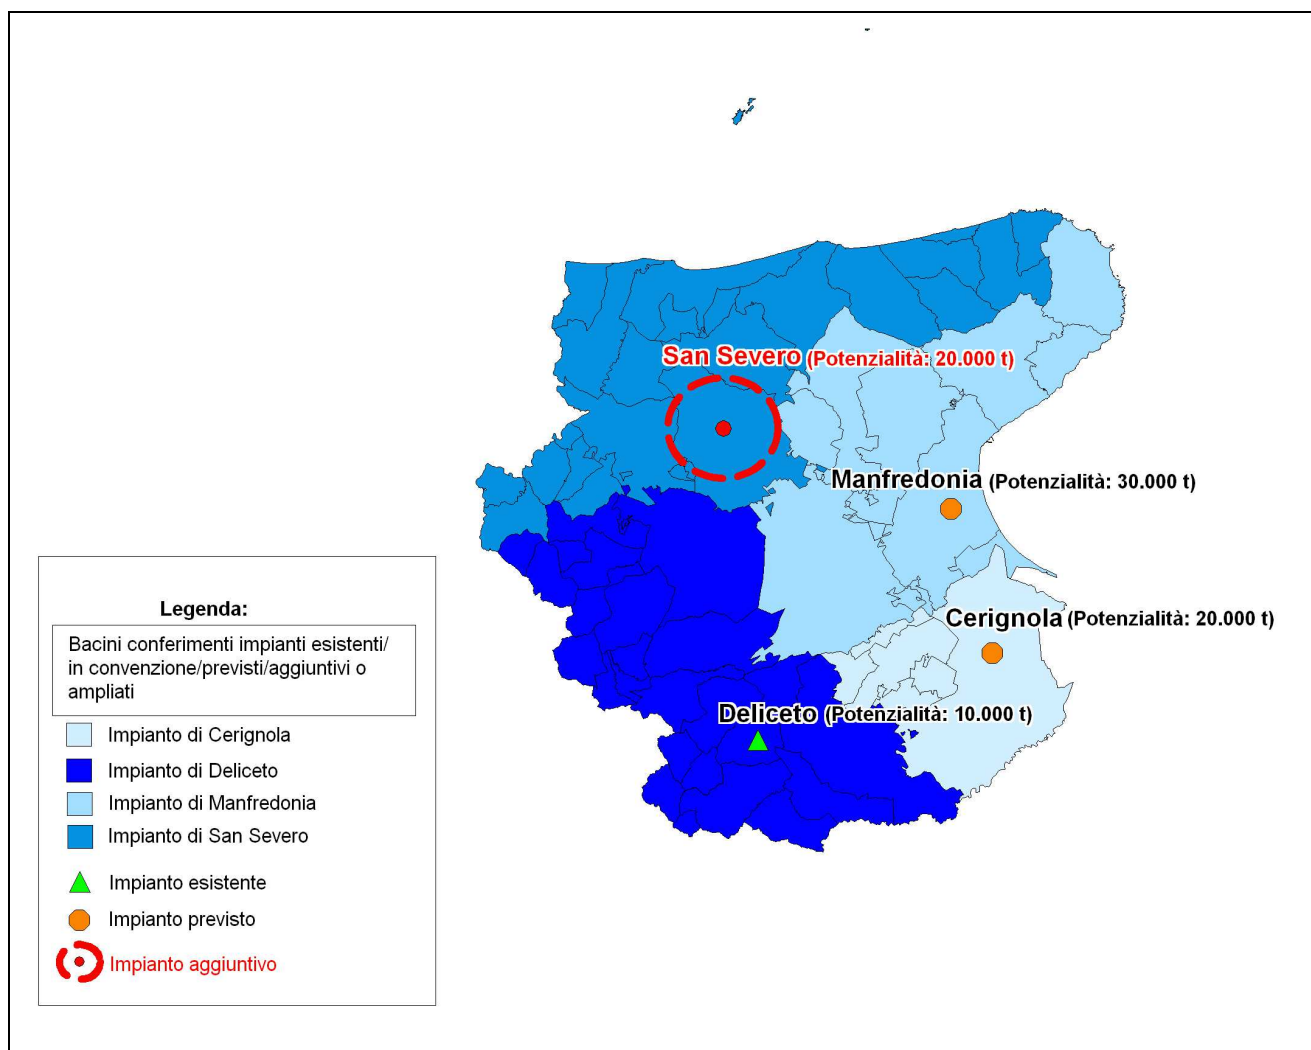 San Severo (Potenzialità: 20.000 t)
Manfredonia (Potenzialità: 30.000 t)
Cerignola (Potenzialità: 20.000 t)
Deliceto (Potenzialità: 10.000 t)
Legenda:
Bacini conferimenti impianti esistenti/
in convenzione/previsti/aggiuntivi o
ampliati
Impianto di Cerignola
Impianto di Deliceto
Impianto di Manfredonia
Impianto di San Severo
Impianto esistente
Impianto previsto
Impianto aggiuntivo